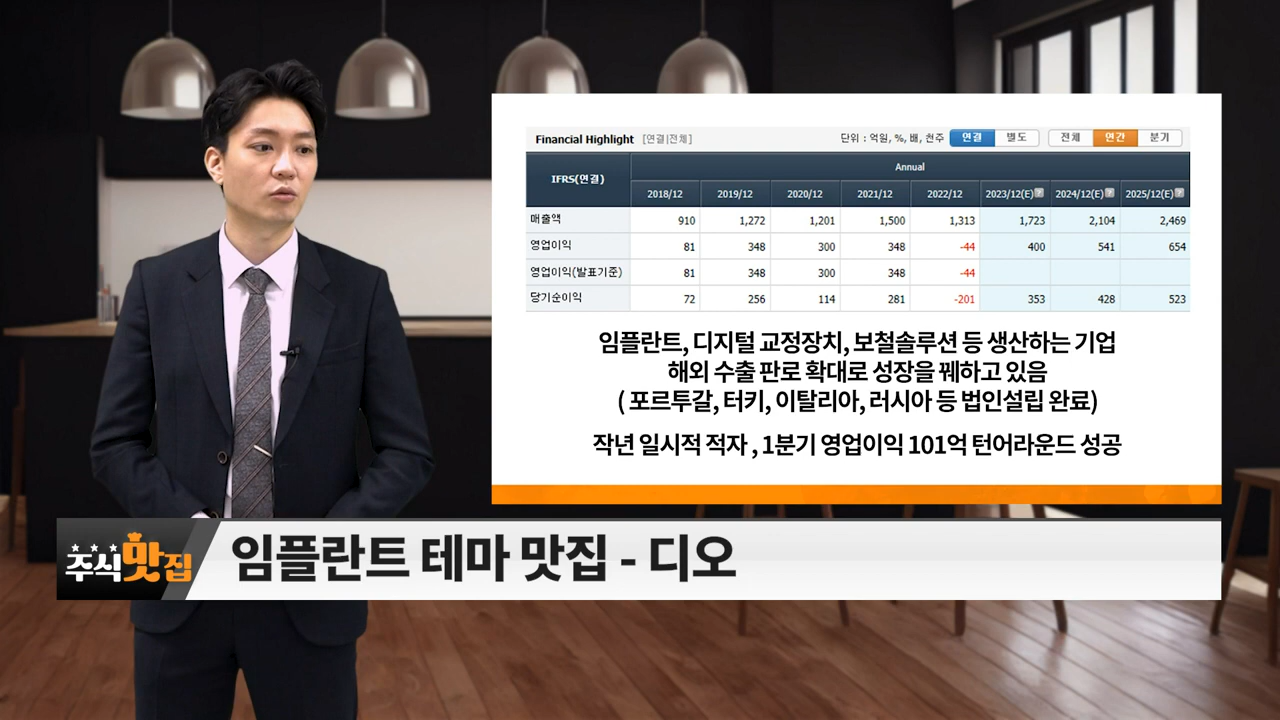 Financial Highlight [연결|전체] 단위 : 억원, %, 배, 천주 연결 별도 전체 연간 분기
IFRS(연결) Annual
2018/12 2019/12 2020/12 2021/12 2022/12 2023/12(E) 2024/12(E) 2025/12(E)
매출액 910 1,272 1,201 1,500 1,313 1,723 2,104 2,469
영업이익 81 348 300 348 -44 400 541 654
영업이익(발표기준) 81 348 300 348 -44
당기순이익 72 256 114 281 -201 353 428 523
임플란트, 디지털 교정장치, 보철솔루션 등 생산하는 기업
해외 수출 판로 확대로 성장을 꿰하고 있음
( 포르투갈, 터키, 이탈리아, 러시아 등 법인설립 완료)
작년 일시적 적자 , 1분기 영업이익 101억 턴어라운드 성공
주식맛집 임플란트 테마 맛집 - 디오